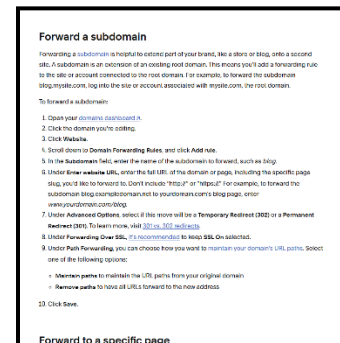 Forward a subdomain
Forwarding a subdomain is helpful to extend part of your brand, like a store or blog, onto a second
site. A subdomain is an extension of an existing root domain. This means you'll add a forwarding rule
to the site or account connected to the root domain. For example, to forward the subdomain
blog.mysite.com, log into the site or account associated with mysite.com, the root domain.
To forward a subdomain:
1. Open your domains dashboard
2. Click the domain you're editing.
3. Click Website.
4. Scroll down to Domain Forwarding Rules, and click Add rule.
5. In the Subdomain field, enter the name of the subdomain to forward, such as blog.
6. Under Enter website URL, enter the full URL of the domain or page, including the specific page
slug, you'd like to forward to. Don't include "http://" or "https://" For example, to forward the
subdomain blog.exampledomain.net to yourdomain.com's blog page, enter
www.yourdomain.com/blog.
7. Under Advanced Options, select if this move will be a Temporary Redirect (302) or a Permanent
Redirect (301). To learn more, visit 301 vs. 302 redirects.
8. Under Forwarding Over SSL, it's recommended to keep SSL On selected.
9. Under Path Forwarding, you can choose how you want to maintain your domain's URL paths. Select
one of the following options:
Maintain paths to maintain the URL paths from your original domain
Remove paths to have all URLs forward to the new address
10. Click Save.
Forward to a specific page